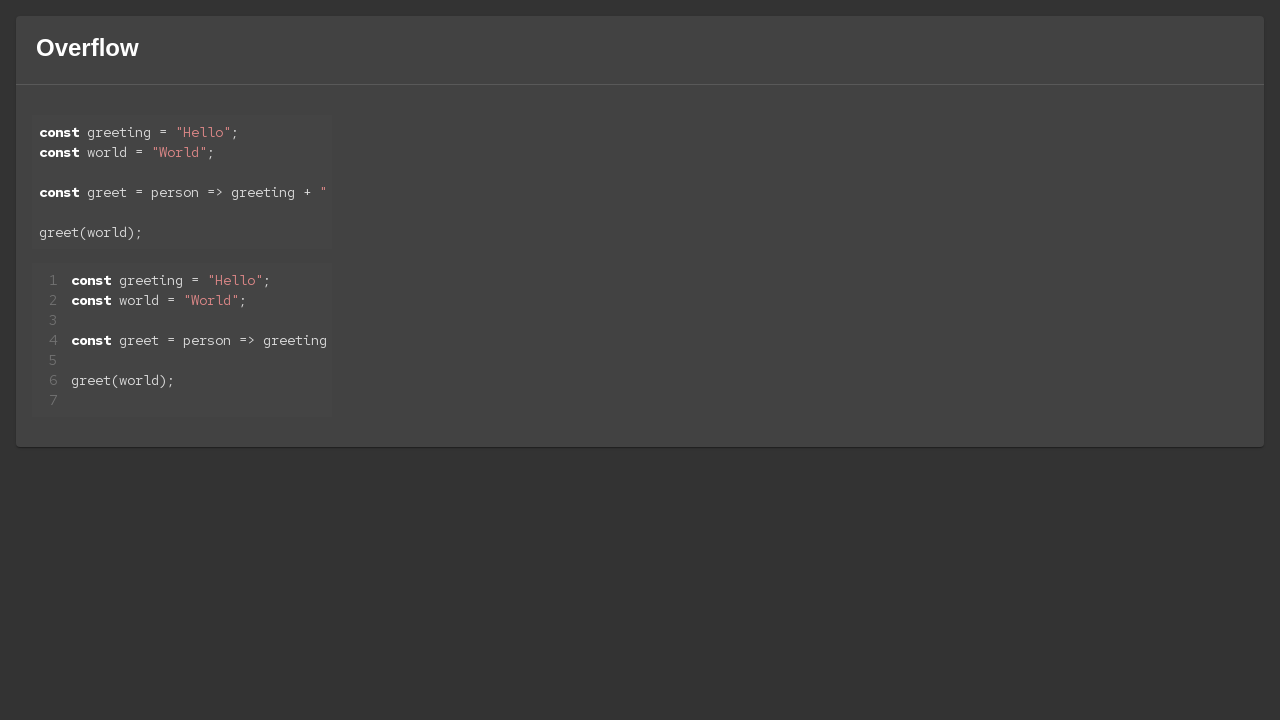 Overflow
const greeting = "Hello";
const world = "World";
const greet = person => greeting + "
greet(world);
1 const greeting = "Hello";
2 const world = "World";
3
4 const greet = person => greeting
5
6 greet(world);
7